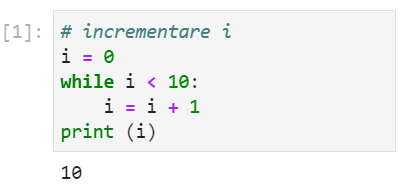 [1]: # incrementare i
i = 0
while i < 10:
    i = i + 1
print (i)
10